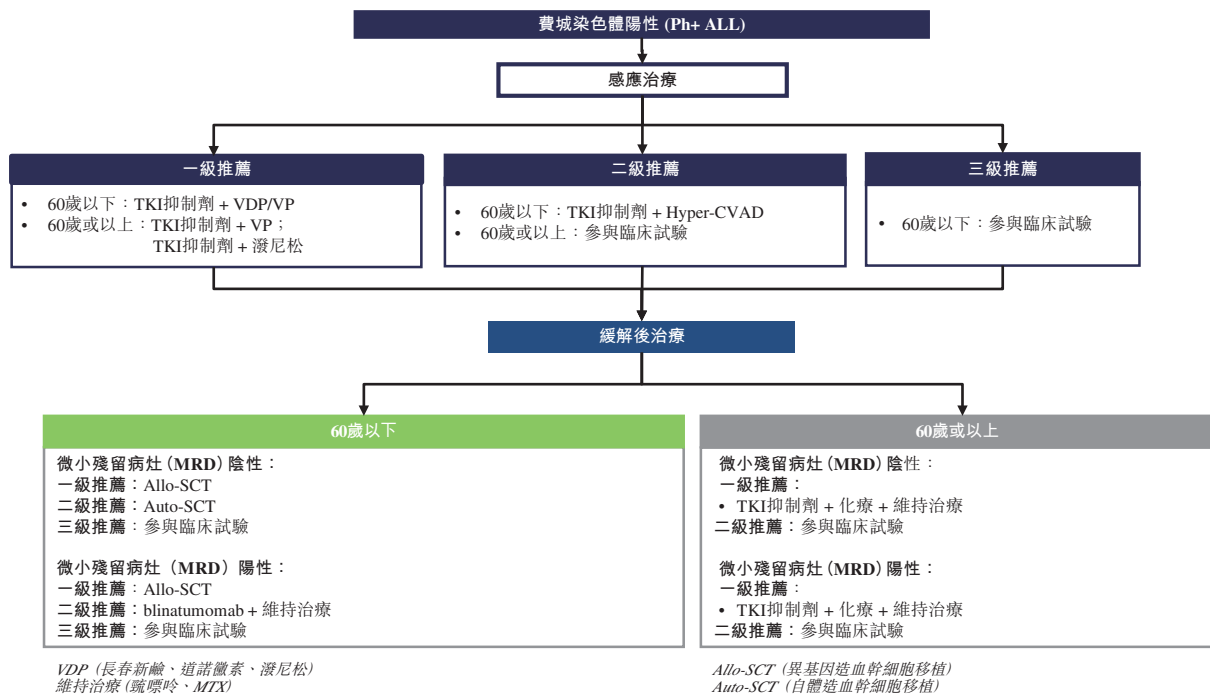 費城染色體陽性 (Ph+ ALL)
感應治療
一級推薦
• 60歲以下：TKI抑制劑 + VDP/VP
• 60歲或以上：TKI抑制劑 + VP；
TKI抑制劑 + 潑尼松
二級推薦
• 60歲以下：TKI抑制劑 + Hyper-CVAD
• 60歲或以上：參與臨床試驗
三級推薦
• 60歲以下：參與臨床試驗
緩解後治療
60歲以下
微小殘留病灶 (MRD) 陰性：
一級推薦：Allo-SCT
二級推薦：Auto-SCT
三級推薦：參與臨床試驗
微小殘留病灶（MRD）陽性：
一級推薦：Allo-SCT
二級推薦：blinatumomab + 維持治療
三級推薦：參與臨床試驗
60歲或以上
微小殘留病灶 (MRD) 陰性：
一級推薦：
• TKI抑制劑 + 化療 + 維持治療
二級推薦：參與臨床試驗
微小殘留病灶 (MRD) 陽性：
一級推薦：
• TKI抑制劑 + 化療 + 維持治療
二級推薦：參與臨床試驗
VDP (長春新鹼、道諾黴素、潑尼松)
維持治療 (巰嘌呤、MTX)
Allo-SCT (異基因造血幹細胞移植)
Auto-SCT (自體造血幹細胞移植)